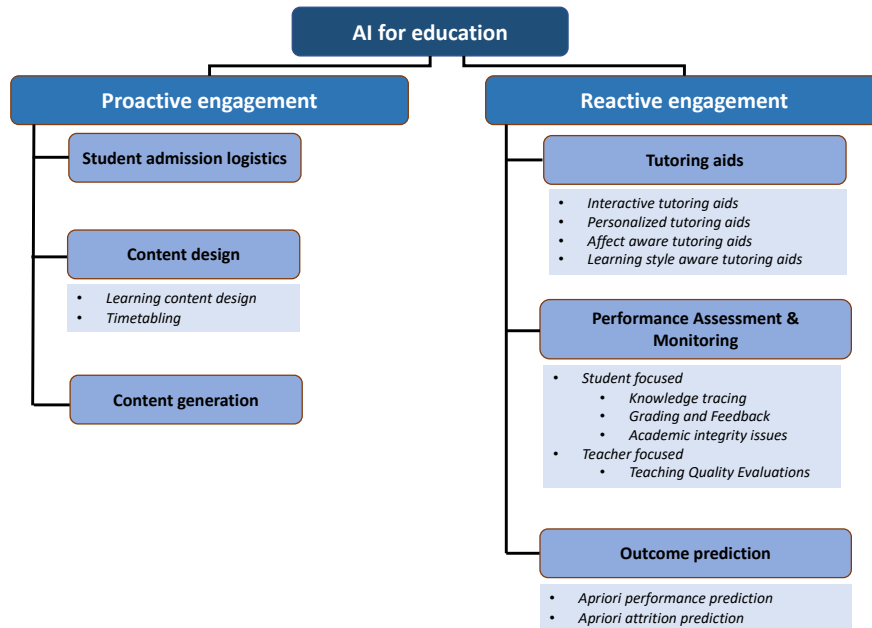 AI for education
Proactive engagement
Student admission logistics
Content design
• Learning content design
• Timetabling
Content generation
Reactive engagement
Tutoring aids
• Interactive tutoring aids
• Personalized tutoring aids
• Affect aware tutoring aids
• Learning style aware tutoring aids
Performance Assessment &
Monitoring
• Student focused
• Knowledge tracing
• Grading and Feedback
• Academic integrity issues
• Teacher focused
• Teaching Quality Evaluations
Outcome prediction
• Apriori performance prediction
• Apriori attrition prediction